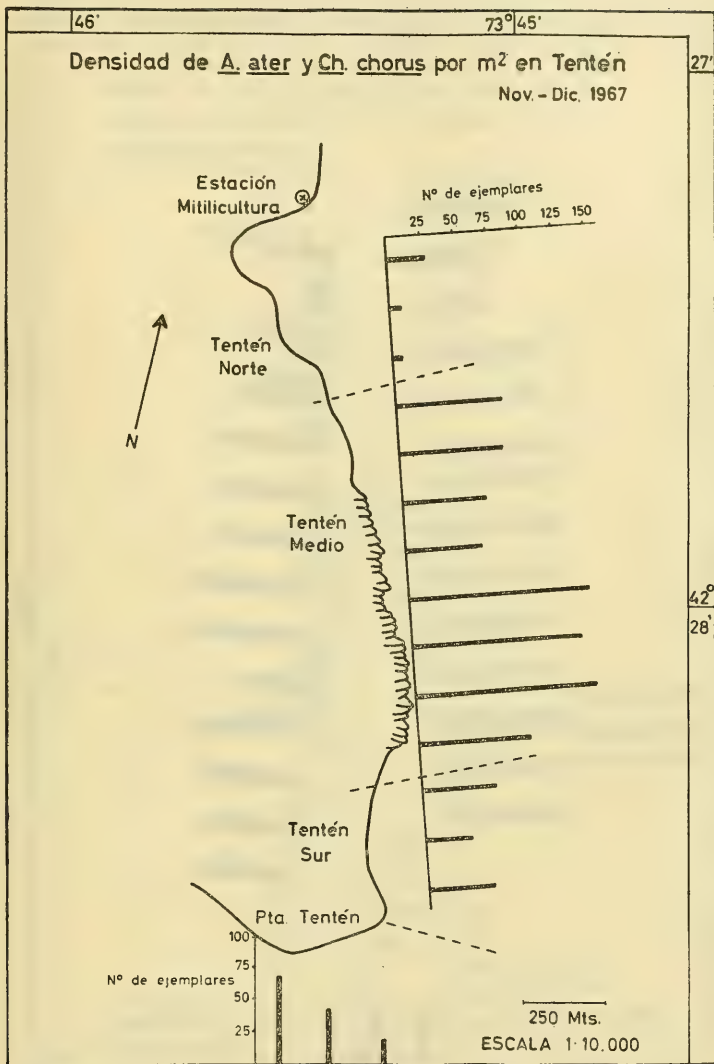 46'
73° 45'
Densidad de A. ater y Ch. chorus por m² en Tentén
27'
Nov. - Dic. 1967
Estación
Mitilicultura
N° de ejemplares
25 50 75 100 125 150
Tentén
Norte
N
Tentén
Medio
42°
28'
Tentén
Sur
Pta. Tentén
100
75
N° de ejemplares
50
25
250 Mts.
ESCALA 1:10.000